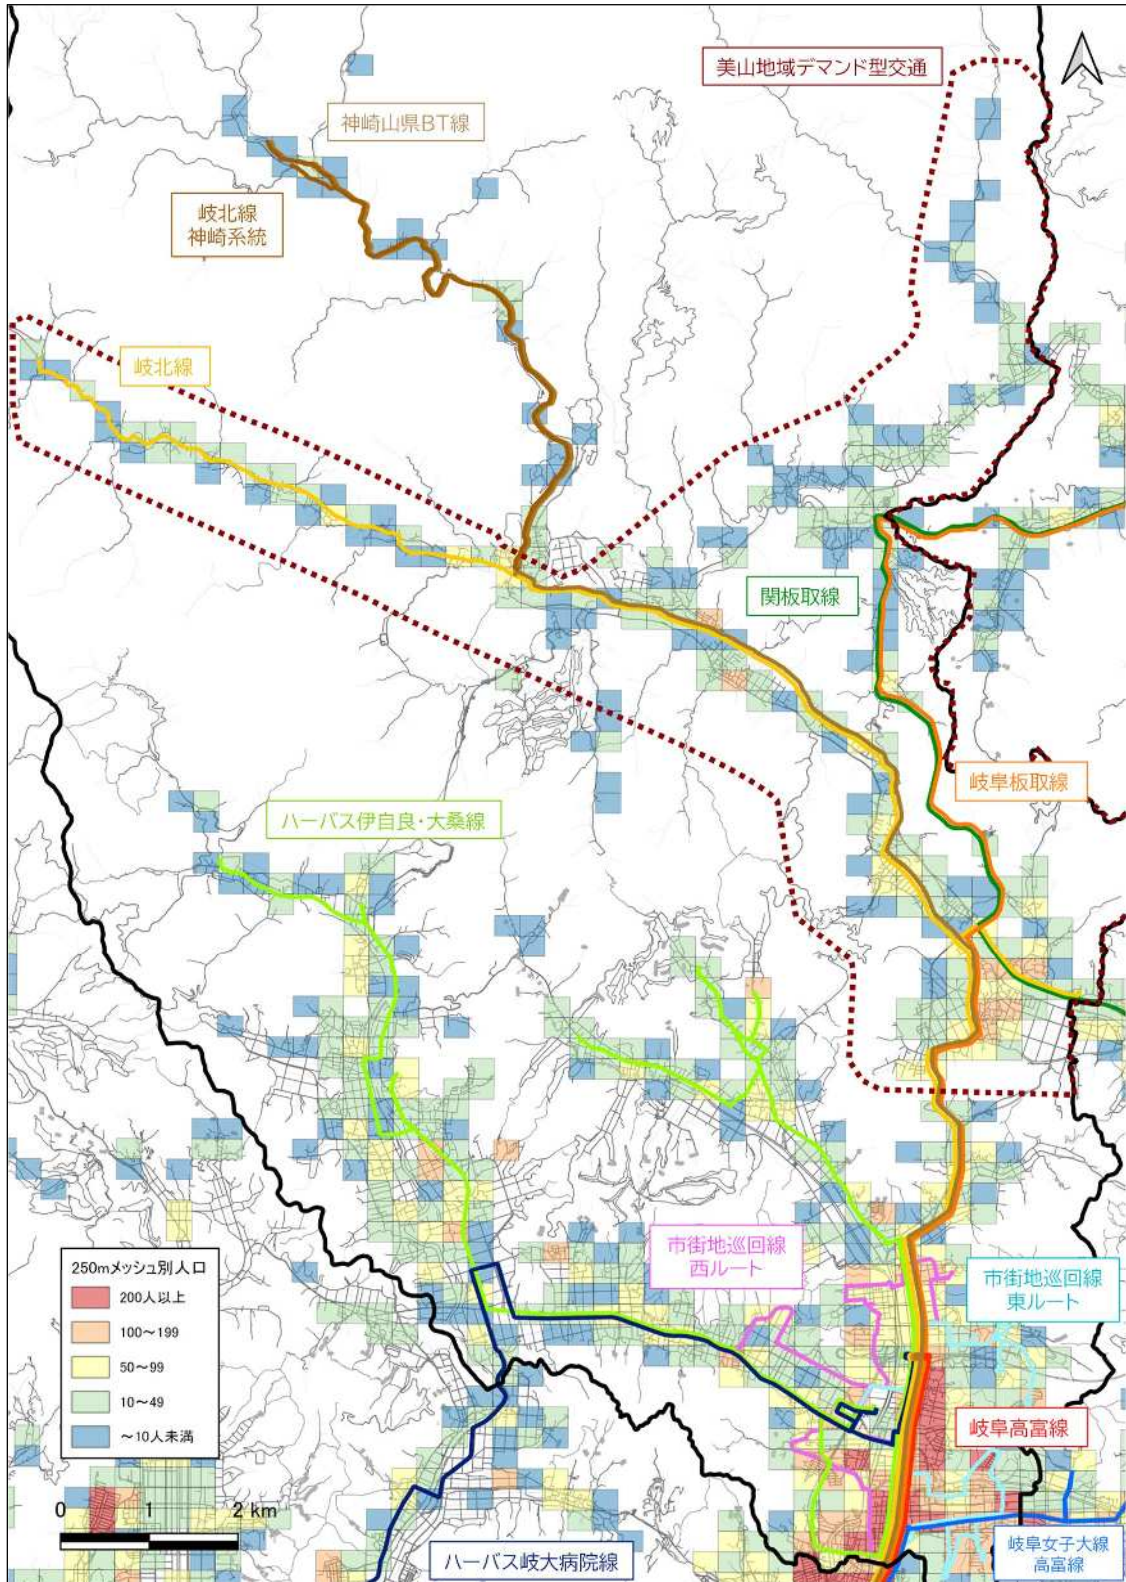 美山地域デマンド型交通
神崎山県BT線
岐北線
神崎系統
岐北線
関板取線
岐阜板取線
ハーバス伊自良・大桑線
市街地巡回線
西ルート
市街地巡回線
東ルート
250mメッシュ別人口
200人以上
100～199
50～99
10～49
～10人未満
岐阜高富線
0 1 2 km
ハーバス岐大病院線
岐阜女子大線
高富線